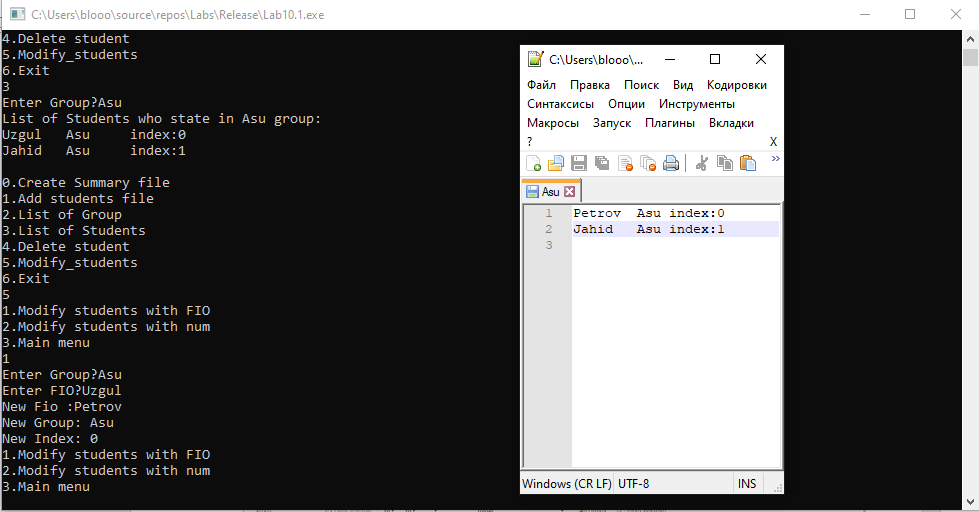 C:\Users\blooo\source\repos\Labs\Release\Lab10.1.exe
4.Delete student
5.Modify_students
6.Exit
3
Enter Group?Asu
List of Students who state in Asu group:
Uzgul Asu index:0
Jahid Asu index:1
0.Create Summary file
1.Add students file
2.List of Group
3.List of Students
4.Delete student
5.Modify_students
6.Exit
5
1.Modify students with FIO
2.Modify students with num
3.Main menu
1
Enter Group?Asu
Enter FIO?Uzgul
New Fio :Petrov
New Group: Asu
New Index: 0
1.Modify students with FIO
2.Modify students with num
3.Main menu
C:\Users\blooo\...
Файл Правка Поиск Вид Кодировки
Синтаксисы Опции Инструменты
Макросы Запуск Плагины Вкладки
? X
Asu
1 Petrov Asu index:0
2 Jahid Asu index:1
3
Windows (CR LF) UTF-8 INS